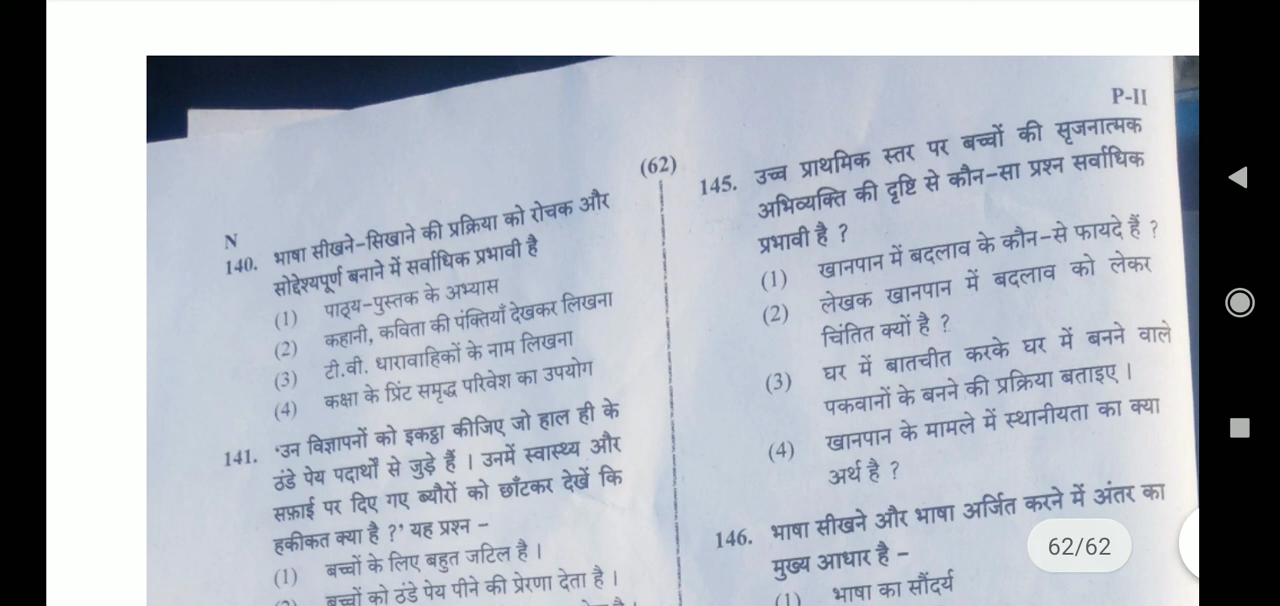 P-II
(62)
N
140. भाषा सीखने-सिखाने की प्रक्रिया को रोचक और
सोद्देश्यपूर्ण बनाने में सर्वाधिक प्रभावी है
(1) पाठ्य-पुस्तक के अभ्यास
(2) कहानी, कविता की पंक्तियाँ देखकर लिखना
(3) टी.वी. धारावाहिकों के नाम लिखना
(4) कक्षा के प्रिंट समृद्ध परिवेश का उपयोग
141. 'उन विज्ञापनों को इकट्ठा कीजिए जो हाल ही के
ठंडे पेय पदार्थों से जुड़े हैं । उनमें स्वास्थ्य और
सफ़ाई पर दिए गए ब्यौरों को छाँटकर देखें कि
हकीकत क्या है ?' यह प्रश्न –
(1) बच्चों के लिए बहुत जटिल है ।
बच्चों को ठंडे पेय पीने की प्रेरणा देता है ।
145. उच्च प्राथमिक स्तर पर बच्चों की सृजनात्मक
अभिव्यक्ति की दृष्टि से कौन-सा प्रश्न सर्वाधिक
प्रभावी है ?
(1) खानपान में बदलाव के कौन-से फायदे हैं ?
(2) लेखक खानपान में बदलाव को लेकर
चिंतित क्यों है ?
(3) घर में बातचीत करके घर में बनने वाले
पकवानों के बनने की प्रक्रिया बताइए ।
(4) खानपान के मामले में स्थानीयता का क्या
अर्थ है ?
146. भाषा सीखने और भाषा अर्जित करने में अंतर का
मुख्य आधार है –
(1) भाषा का सौंदर्य
62/62